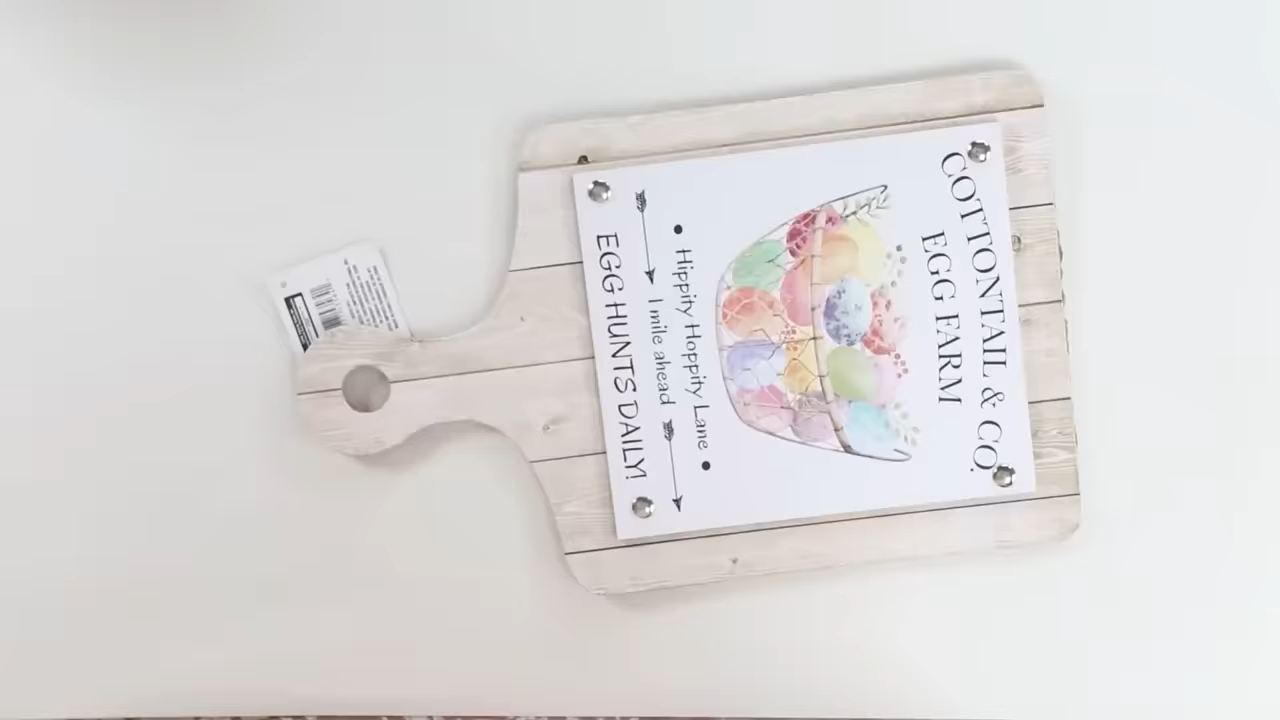 COTTONTAIL & CO.
EGG FARM
• Hippity Hoppity Lane •
1 mile ahead
EGG HUNTS DAILY!